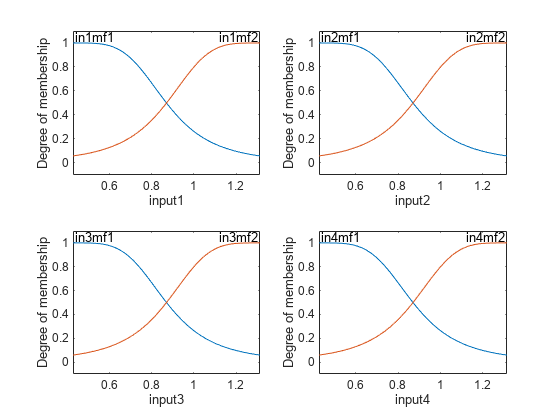 in1mf1 in1mf2
1
0.8
0.6
0.4
0.2
0
Degree of membership
0.6 0.8 1 1.2
input1
in2mf1 in2mf2
1
0.8
0.6
0.4
0.2
0
Degree of membership
0.6 0.8 1 1.2
input2
in3mf1 in3mf2
1
0.8
0.6
0.4
0.2
0
Degree of membership
0.6 0.8 1 1.2
input3
in4mf1 in4mf2
1
0.8
0.6
0.4
0.2
0
Degree of membership
0.6 0.8 1 1.2
input4